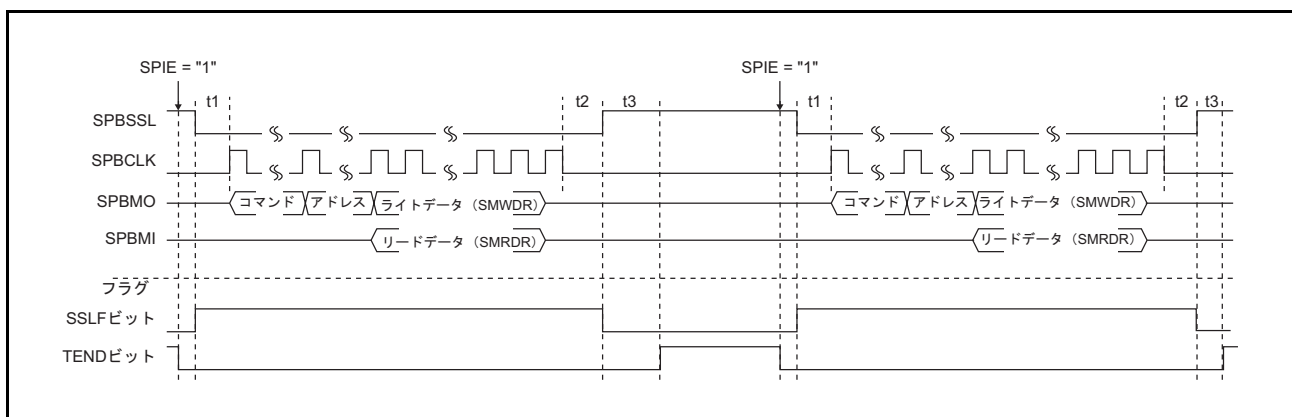 SPIE = "1" SPIE = "1"
t1 t2 t3 t1 t2 t3
SPBSSL
SPBCLK
SPBMO コマンド アドレス ライトデータ (SMWDR) コマンド アドレス ライトデータ (SMWDR)
SPBMI リードデータ (SMRDR) リードデータ (SMRDR)
フラグ
SSLFビット
TENDビット